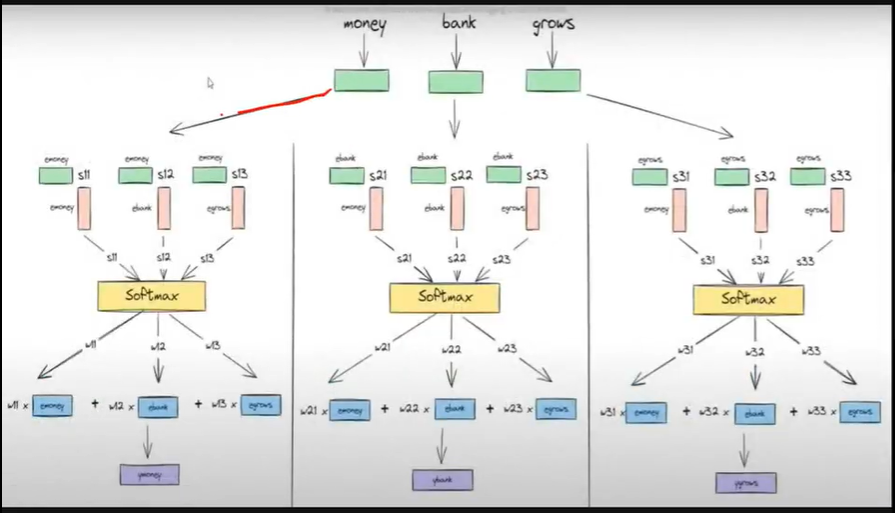 money bank grows
emoney emoney emoney ebank ebank ebank egrows egrows egrows
s11 s12 s13 s21 s22 s23 s31 s32 s33
emoney ebank egrows emoney ebank egrows emoney ebank egrows
s11 s12 s13 s21 s22 s23 s31 s32 s33
Softmax Softmax Softmax
w11 w12 w13 w21 w22 w23 w31 w32 w33
w11 x emoney + w12 x ebank + w13 x egrows w21 x emoney + w22 x ebank + w23 x egrows w31 x emoney + w32 x ebank + w33 x egrows
ymoney ybank ygrows